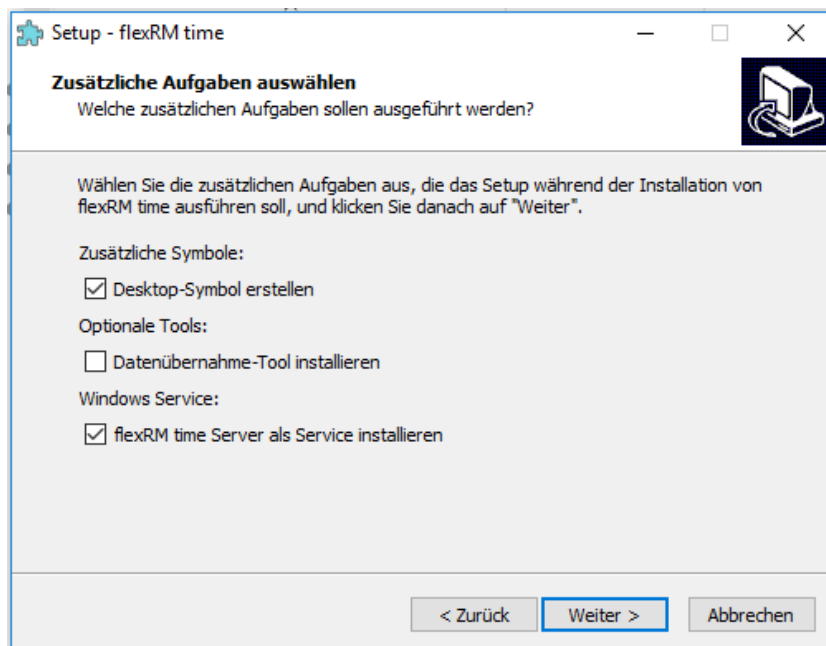 Setup - flexRM time
Zusätzliche Aufgaben auswählen
Welche zusätzlichen Aufgaben sollen ausgeführt werden?
Wählen Sie die zusätzlichen Aufgaben aus, die das Setup während der Installation von
flexRM time ausführen soll, und klicken Sie danach auf "Weiter".
Zusätzliche Symbole:
Desktop-Symbol erstellen
Optionale Tools:
Datenübernahme-Tool installieren
Windows Service:
flexRM time Server als Service installieren
< Zurück
Weiter >
Abbrechen